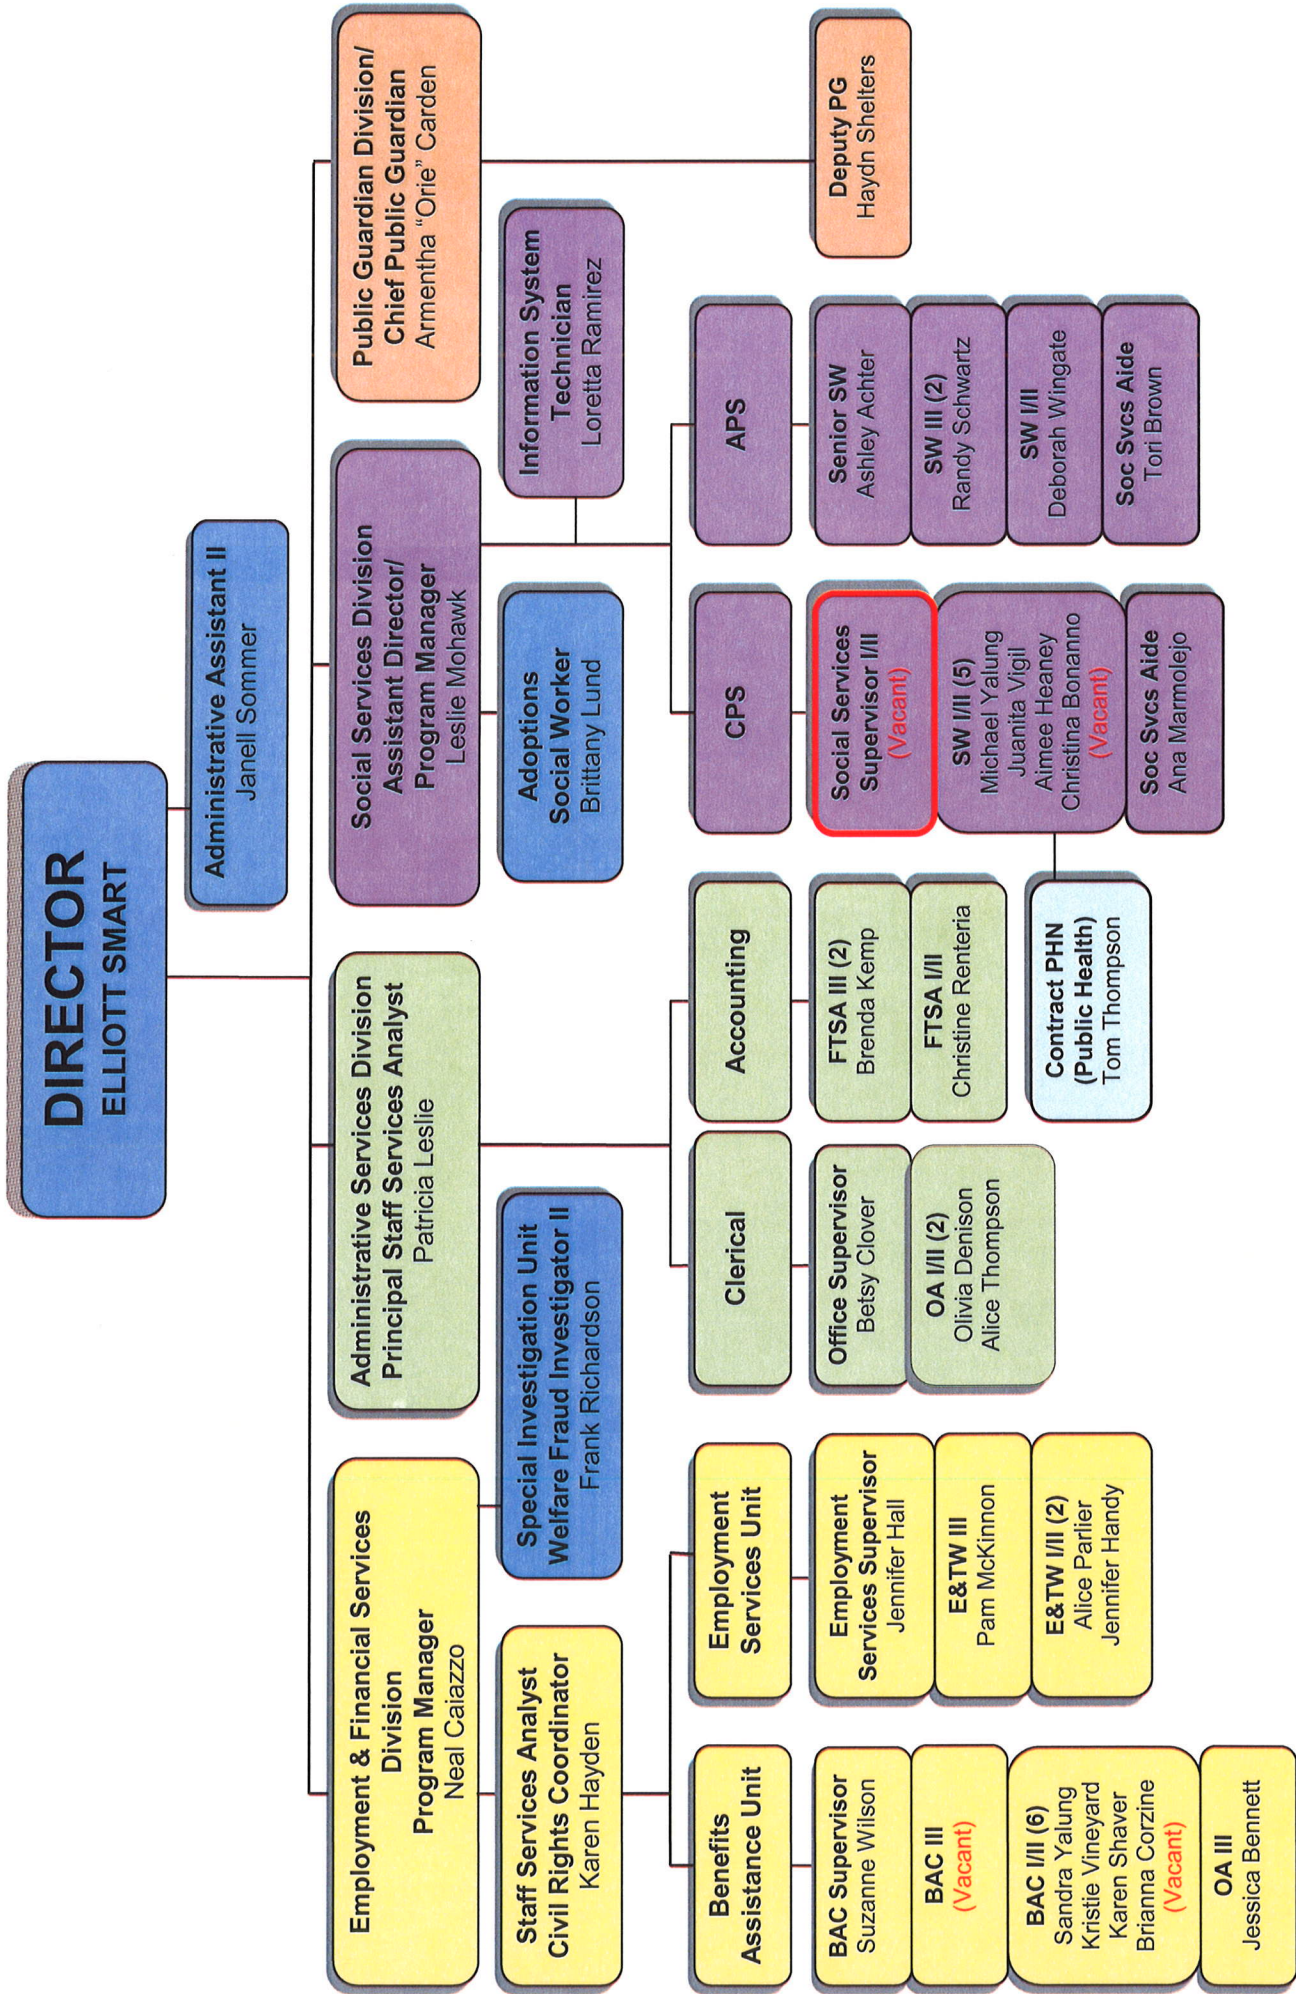 DIRECTOR
ELLIOTT SMART
Administrative Assistant II
Janell Sommer
Employment & Financial Services
Division
Program Manager
Neal Caiazzo
Administrative Services Division
Principal Staff Services Analyst
Patricia Leslie
Social Services Division
Assistant Director/
Program Manager
Leslie Mohawk
Public Guardian Division/
Chief Public Guardian
Armentha "Orie" Carden
Staff Services Analyst
Civil Rights Coordinator
Karen Hayden
Special Investigation Unit
Welfare Fraud Investigator II
Frank Richardson
Adoptions
Social Worker
Brittany Lund
Information System
Technician
Loretta Ramirez
Benefits
Assistance Unit
BAC Supervisor
Suzanne Wilson
BAC III
(Vacant)
BAC I/II (6)
Sandra Yalung
Kristie Vineyard
Karen Shaver
Brianna Corzine
(Vacant)
OA III
Jessica Bennett
Employment
Services Unit
Employment
Services Supervisor
Jennifer Hall
E&TW III
Pam McKinnon
E&TW I/II (2)
Alice Parlier
Jennifer Handy
Clerical
Office Supervisor
Betsy Clover
OA I/II (2)
Olivia Denison
Alice Thompson
Accounting
FTSA III (2)
Brenda Kemp
FTSA I/II
Christine Renteria
Contract PHN
(Public Health)
Tom Thompson
CPS
Social Services
Supervisor I/II
(Vacant)
SW I/II (5)
Michael Yalung
Juanita Vigil
Aimee Heaney
Christina Bonanno
(Vacant)
Soc Svcs Aide
Ana Marmolejo
APS
Senior SW
Ashley Achter
SW III (2)
Randy Schwartz
SW I/II
Deborah Wingate
Soc Svcs Aide
Tori Brown
Deputy PG
Haydn Shelters